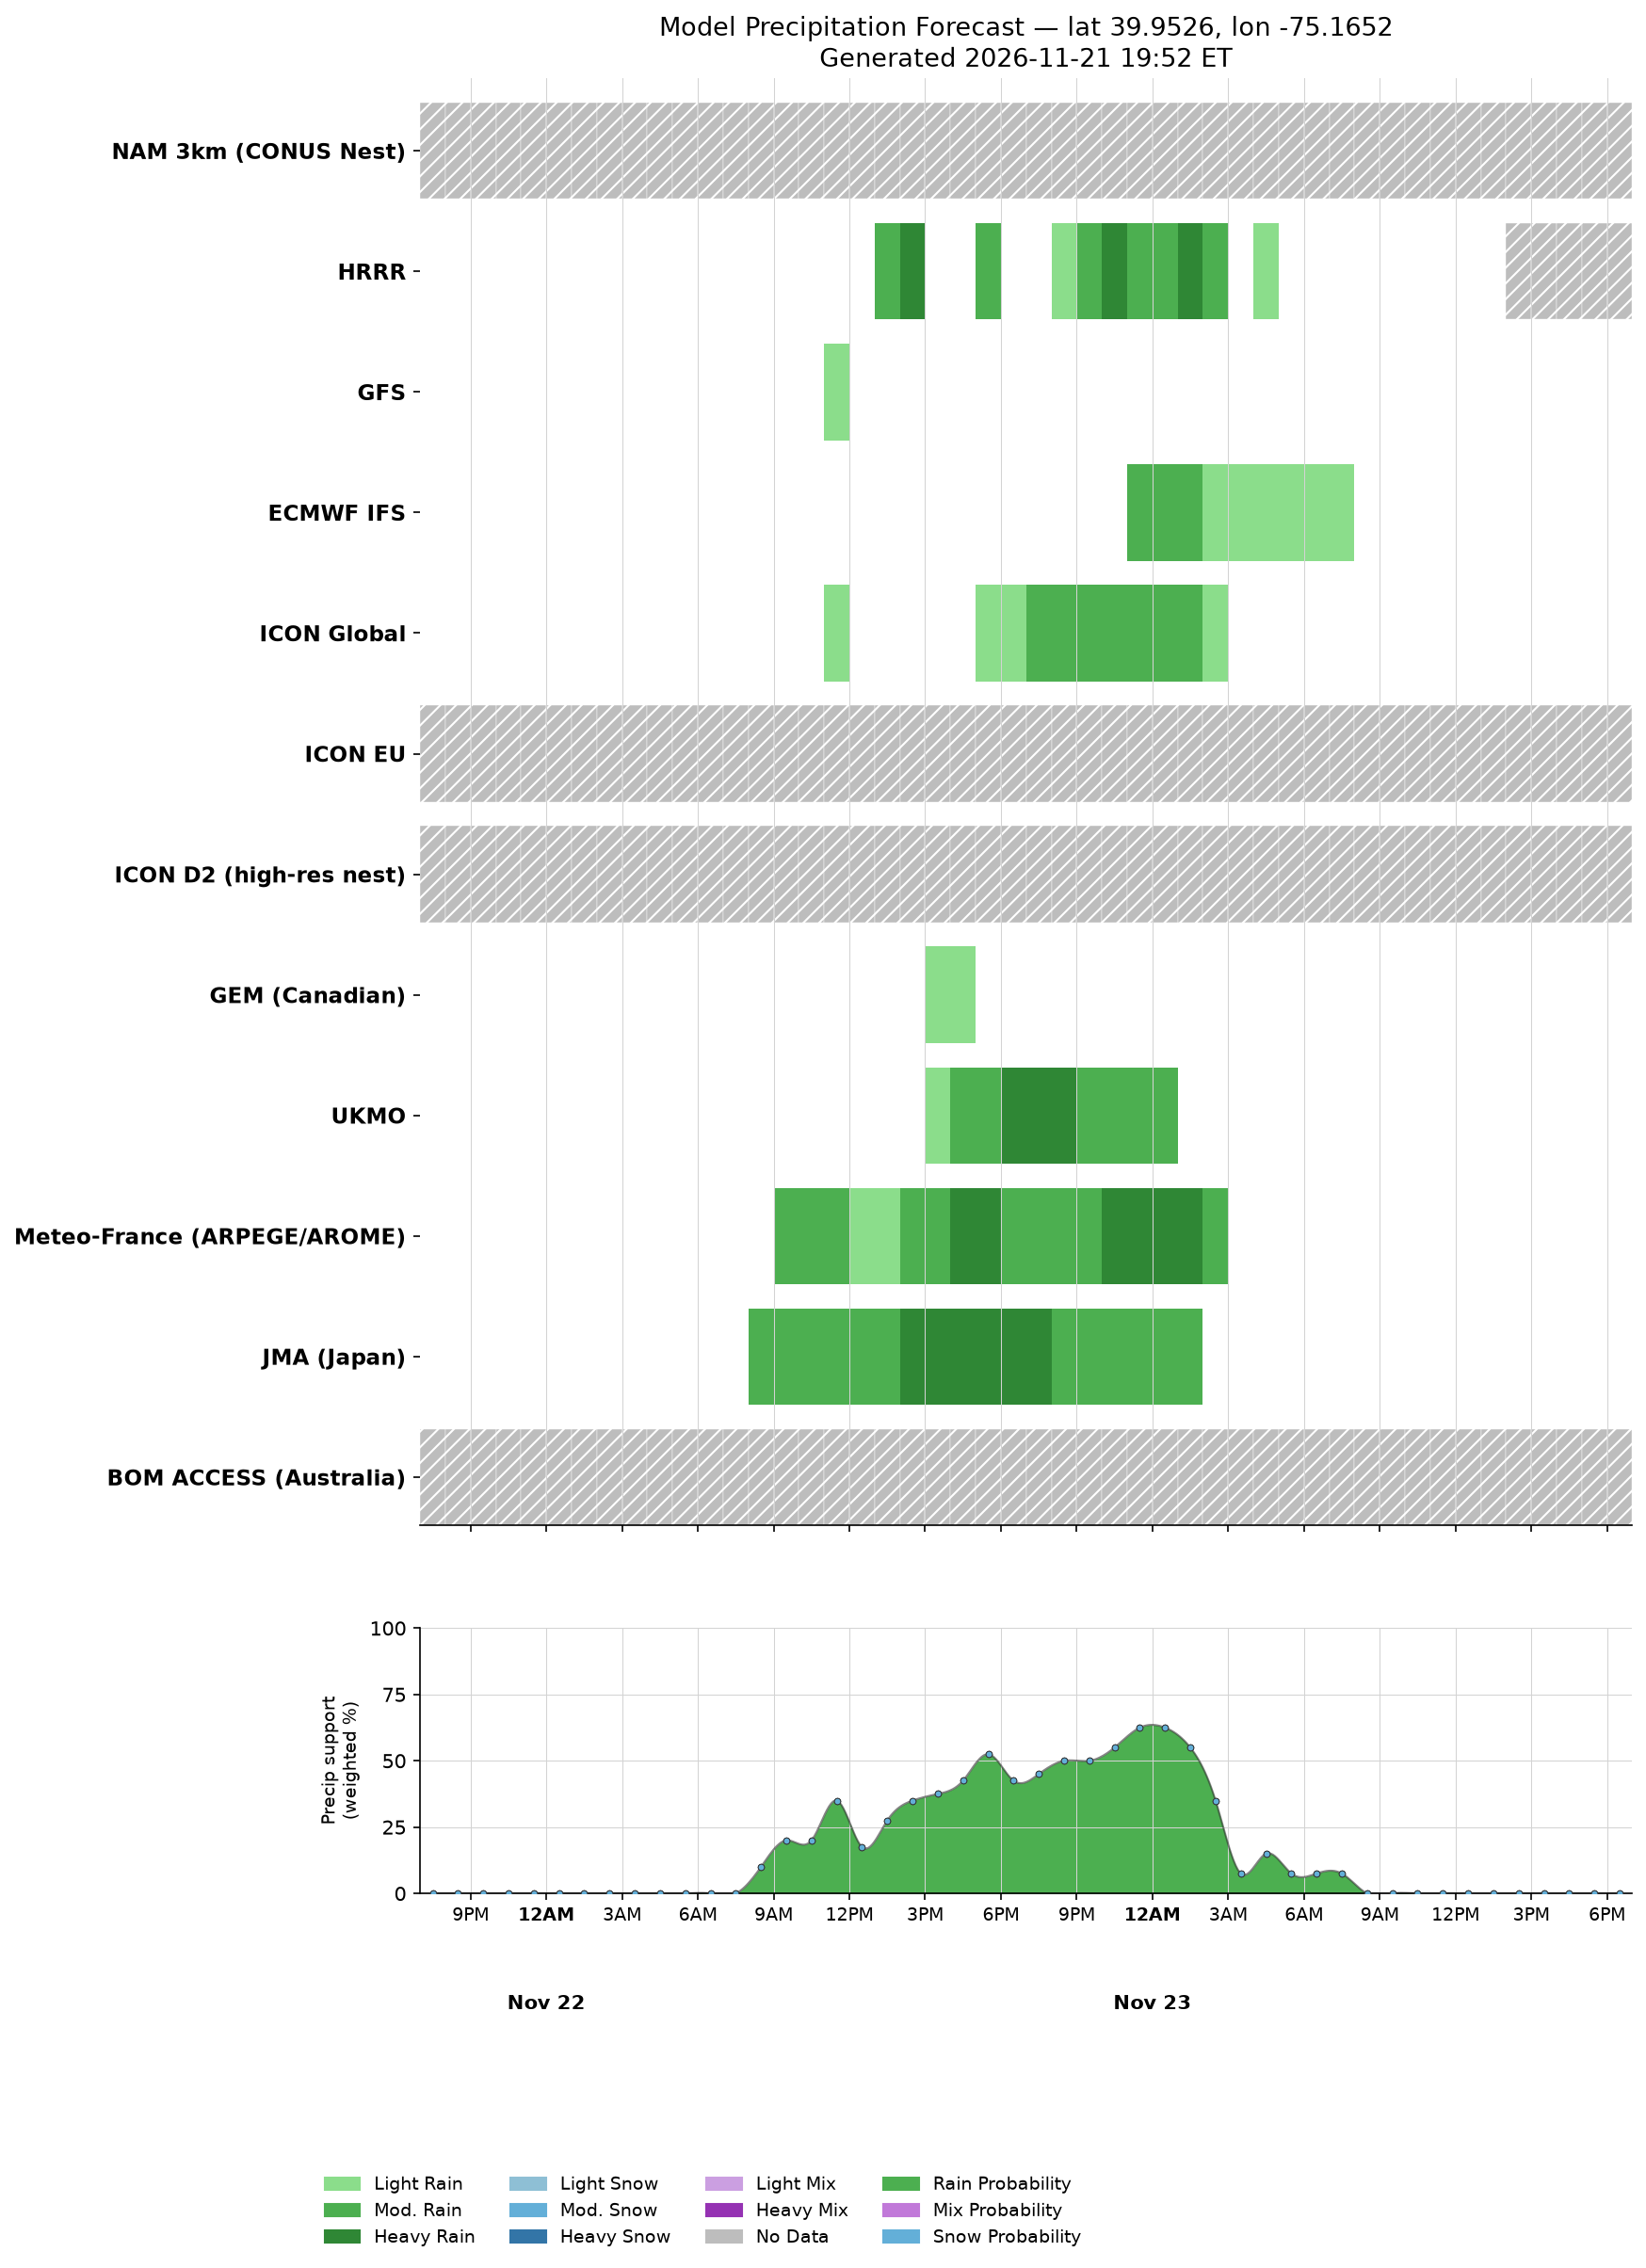 Model Precipitation Forecast — lat 39.9526, lon -75.1652
Generated 2026-11-21 19:52 ET
NAM 3km (CONUS Nest)
HRRR
GFS
ECMWF IFS
ICON Global
ICON EU
ICON D2 (high-res nest)
GEM (Canadian)
UKMO
Meteo-France (ARPEGE/AROME)
JMA (Japan)
BOM ACCESS (Australia)
Precip support
(weighted %)
100
75
50
25
0
9PM 12AM 3AM 6AM 9AM 12PM 3PM 6PM 9PM 12AM 3AM 6AM 9AM 12PM 3PM 6PM
Nov 22 Nov 23
Light Rain Light Snow Light Mix Rain Probability
Mod. Rain Mod. Snow Heavy Mix Mix Probability
Heavy Rain Heavy Snow No Data Snow Probability